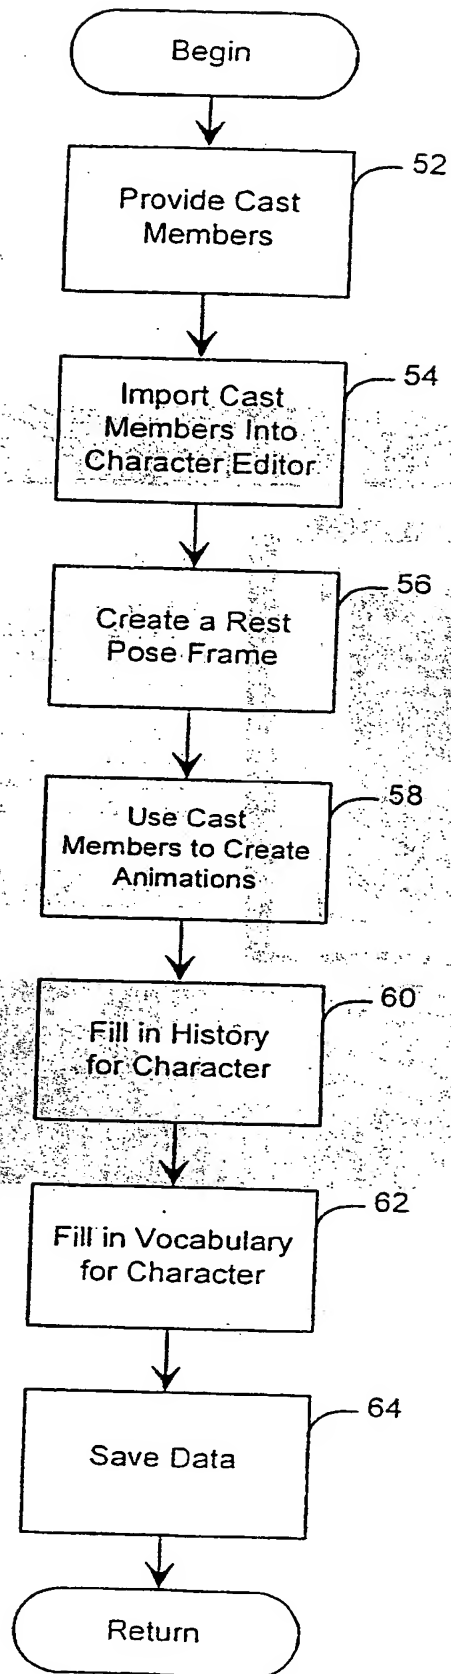 Begin
52
Provide Cast
Members
54
Import Cast
Members Into
Character Editor
56
Create a Rest
Pose Frame
58
Use Cast
Members to Create
Animations
60
Fill in History
for Character
62
Fill in Vocabulary
for Character
64
Save Data
Return